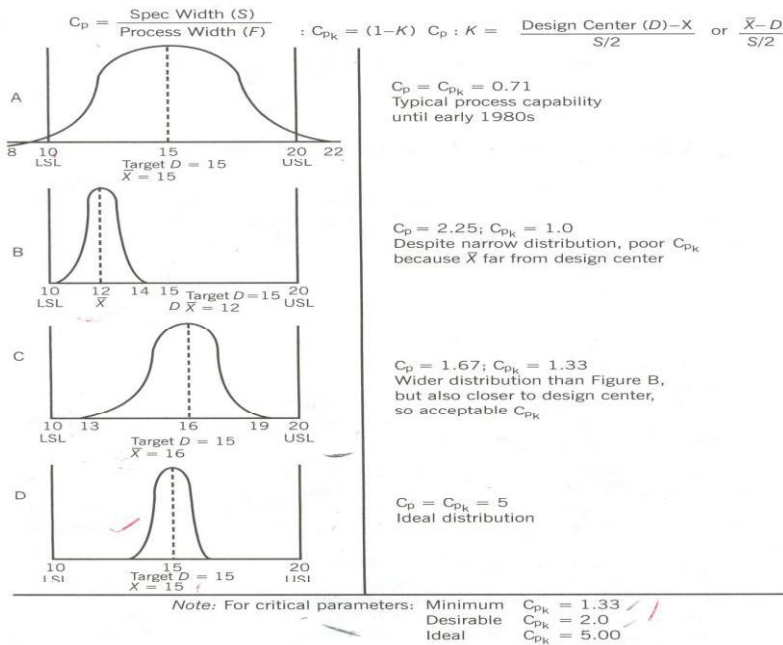 Cp = Spec Width (S) / Process Width (F) : Cpk = (1-K) Cp : K = Design Center (D)-X / S/2 or X̄-D / S/2
A
8 10 15 20 22
LSL USL
Target D = 15
X̄ = 15
Cp = Cpk = 0.71
Typical process capability
until early 1980s
B
10 12 14 15 20
LSL X̄ D Target D=15 USL
X̄ = 12
Cp = 2.25; Cpk = 1.0
Despite narrow distribution, poor Cpk
because X̄ far from design center
C
10 13 16 19 20
LSL USL
Target D = 15
X̄ = 16
Cp = 1.67; Cpk = 1.33
Wider distribution than Figure B,
but also closer to design center,
so acceptable Cpk
D
10 15 20
LSL USL
Target D = 15
X = 15
Cp = Cpk = 5
Ideal distribution
Note: For critical parameters: Minimum Cpk = 1.33
Desirable Cpk = 2.0
Ideal Cpk = 5.00